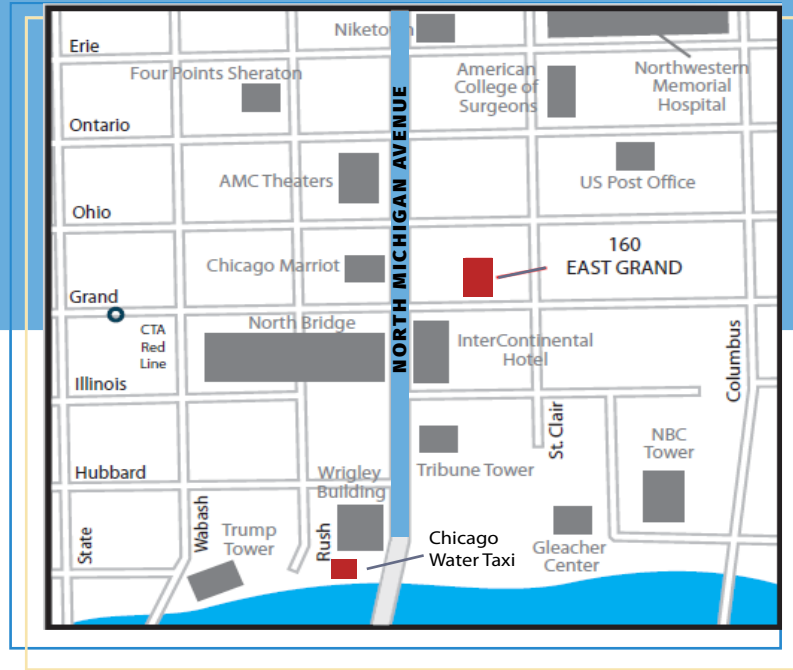 Niketown
Erie
Four Points Sheraton
American
College of
Surgeons
Northwestern
Memorial
Hospital
Ontario
NORTH MICHIGAN AVENUE
AMC Theaters
US Post Office
Ohio
160
EAST GRAND
Chicago Marriot
Grand
CTA
Red
Line
North Bridge
InterContinental
Hotel
Columbus
Illinois
St. Clair
NBC
Tower
Tribune Tower
Hubbard
Wrigley
Building
State
Wabash
Trump
Tower
Rush
Chicago
Water Taxi
Gleacher
Center